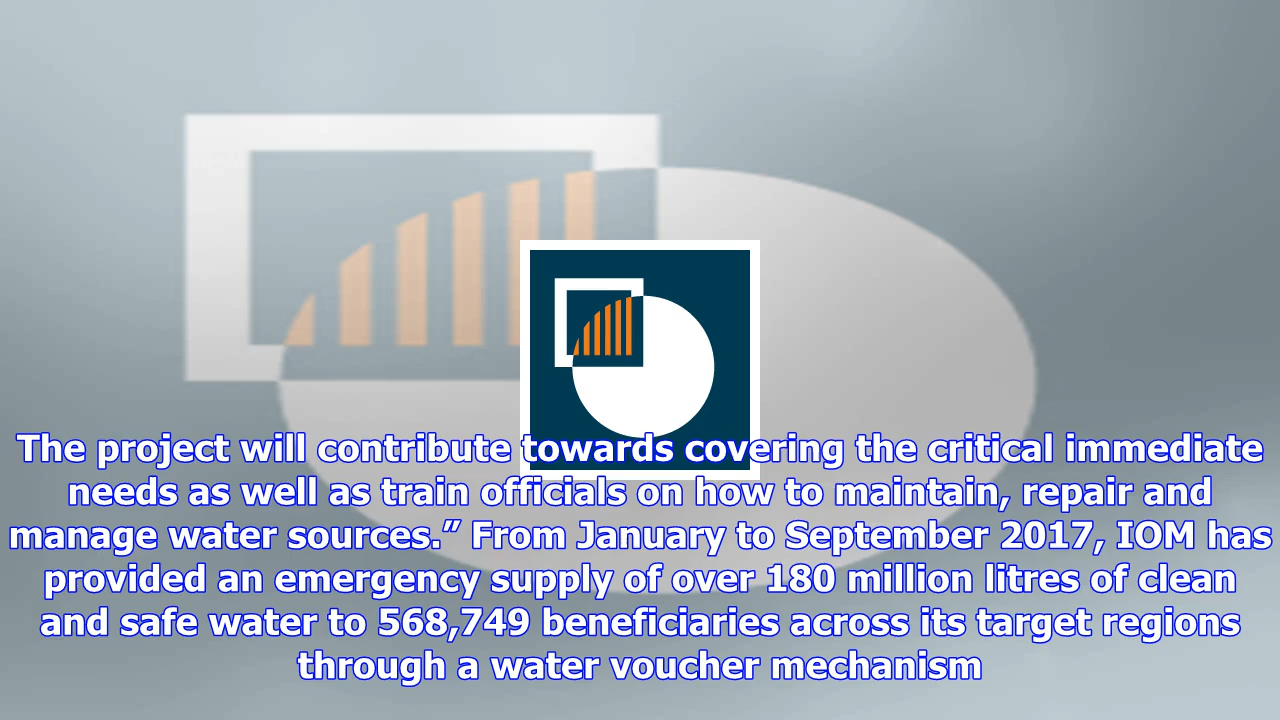 The project will contribute towards covering the critical immediate
needs as well as train officials on how to maintain, repair and
manage water sources.” From January to September 2017, IOM has
provided an emergency supply of over 180 million litres of clean
and safe water to 568,749 beneficiaries across its target regions
through a water voucher mechanism